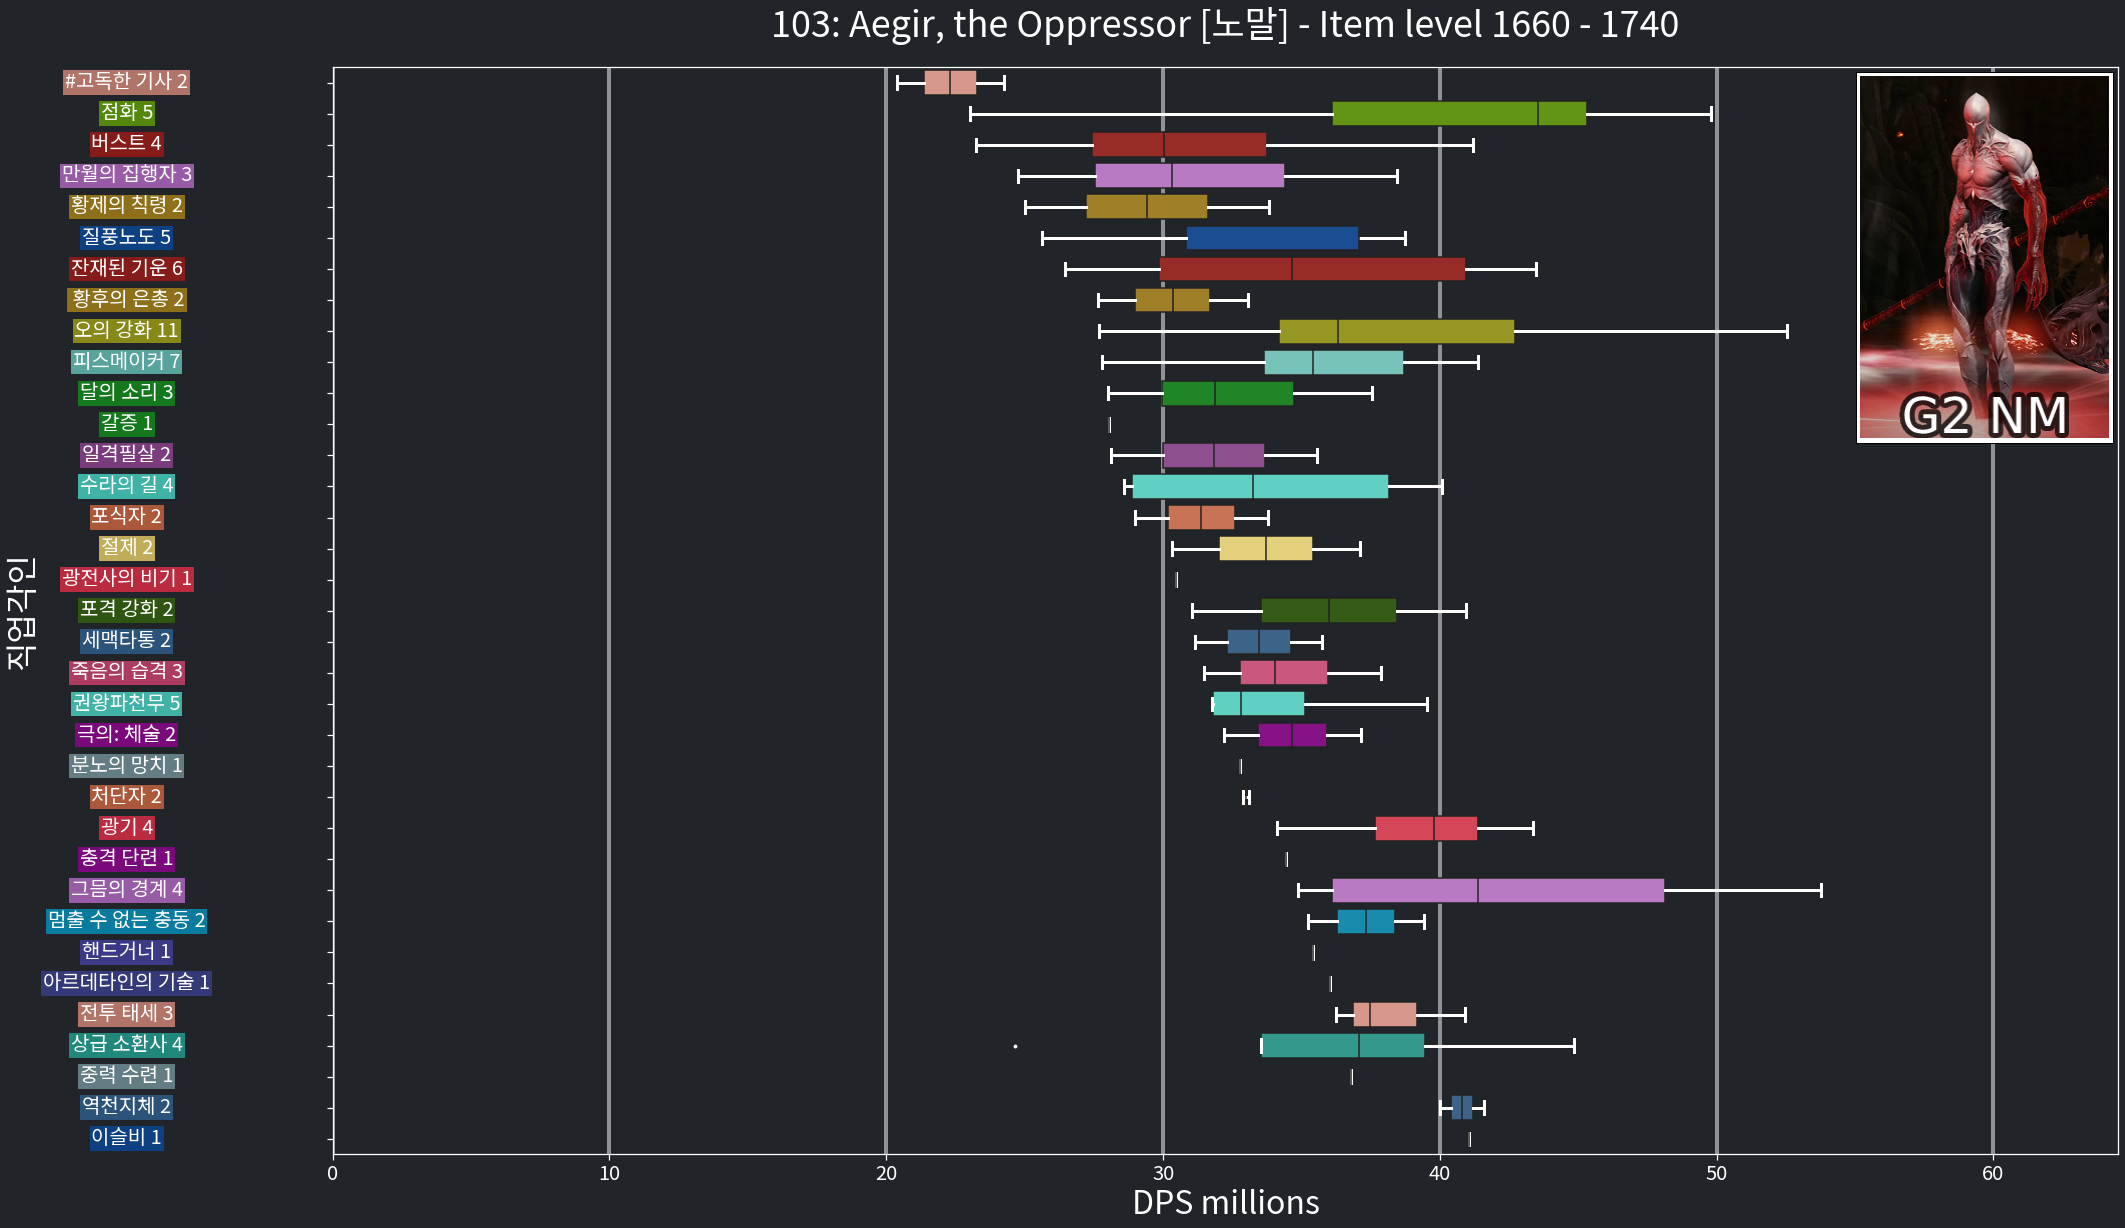 103: Aegir, the Oppressor [노말] - Item level 1660 - 1740
#고독한 기사 2
점화 5
버스트 4
만월의 집행자 3
황제의 칙령 2
질풍노도 5
잔재된 기운 6
황후의 은총 2
오의 강화 11
피스메이커 7
달의 소리 3
갈증 1
일격필살 2
수라의 길 4
포식자 2
절제 2
광전사의 비기 1
포격 강화 2
세맥타통 2
죽음의 습격 3
권왕파천무 5
극의: 체술 2
분노의 망치 1
처단자 2
광기 4
충격 단련 1
그믐의 경계 4
멈출 수 없는 충동 2
핸드거너 1
아르데타인의 기술 1
전투 태세 3
상급 소환사 4
중력 수련 1
역천지체 2
이슬비 1
직업각인
G2 NM
0 10 20 30 40 50 60
DPS millions